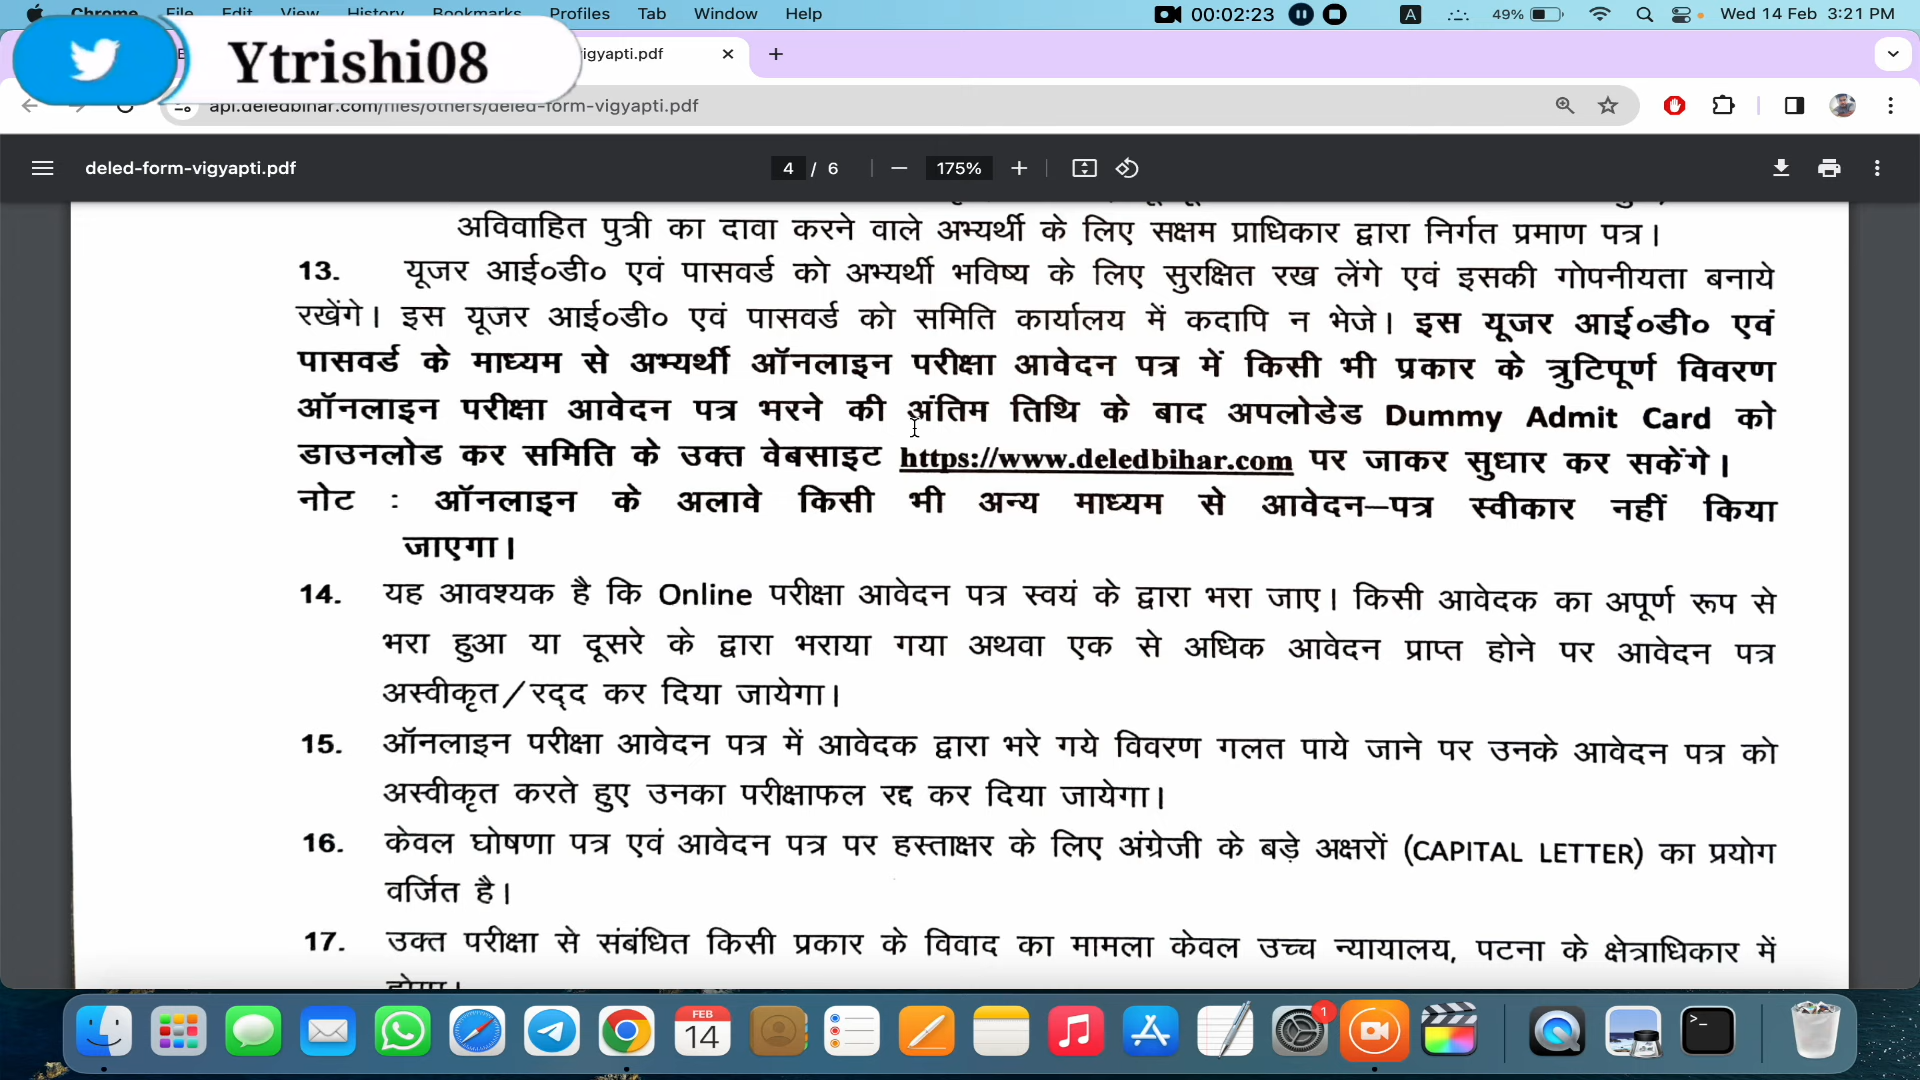 Chrome File Edit View History Bookmarks Profiles Tab Window Help 00:02:23 A 49% Wed 14 Feb 3:21 PM
Ytrishi08
igyapti.pdf
api.deledbihar.com/files/others/deled-form-vigyapti.pdf
deled-form-vigyapti.pdf 4 / 6 175%
अविवाहित पुत्री का दावा करने वाले अभ्यर्थी के लिए सक्षम प्राधिकार द्वारा निर्गत प्रमाण पत्र।
13. यूजर आई०डी० एवं पासवर्ड को अभ्यर्थी भविष्य के लिए सुरक्षित रख लेंगे एवं इसकी गोपनीयता बनाये
रखेंगे। इस यूजर आई०डी० एवं पासवर्ड को समिति कार्यालय में कदापि न भेजे। इस यूजर आई०डी० एवं
पासवर्ड के माध्यम से अभ्यर्थी ऑनलाइन परीक्षा आवेदन पत्र में किसी भी प्रकार के त्रुटिपूर्ण विवरण
ऑनलाइन परीक्षा आवेदन पत्र भरने की अंतिम तिथि के बाद अपलोडेड Dummy Admit Card को
डाउनलोड कर समिति के उक्त वेबसाइट https://www.deledbihar.com पर जाकर सुधार कर सकेंगे।
नोट : ऑनलाइन के अलावे किसी भी अन्य माध्यम से आवेदन–पत्र स्वीकार नहीं किया
जाएगा।
14. यह आवश्यक है कि Online परीक्षा आवेदन पत्र स्वयं के द्वारा भरा जाए। किसी आवेदक का अपूर्ण रूप से
भरा हुआ या दूसरे के द्वारा भराया गया अथवा एक से अधिक आवेदन प्राप्त होने पर आवेदन पत्र
अस्वीकृत/रद्द कर दिया जायेगा।
15. ऑनलाइन परीक्षा आवेदन पत्र में आवेदक द्वारा भरे गये विवरण गलत पाये जाने पर उनके आवेदन पत्र को
अस्वीकृत करते हुए उनका परीक्षाफल रद्द कर दिया जायेगा।
16. केवल घोषणा पत्र एवं आवेदन पत्र पर हस्ताक्षर के लिए अंग्रेजी के बड़े अक्षरों (CAPITAL LETTER) का प्रयोग
वर्जित है।
17. उक्त परीक्षा से संबंधित किसी प्रकार के विवाद का मामला केवल उच्च न्यायालय, पटना के क्षेत्राधिकार में
FEB
14
1